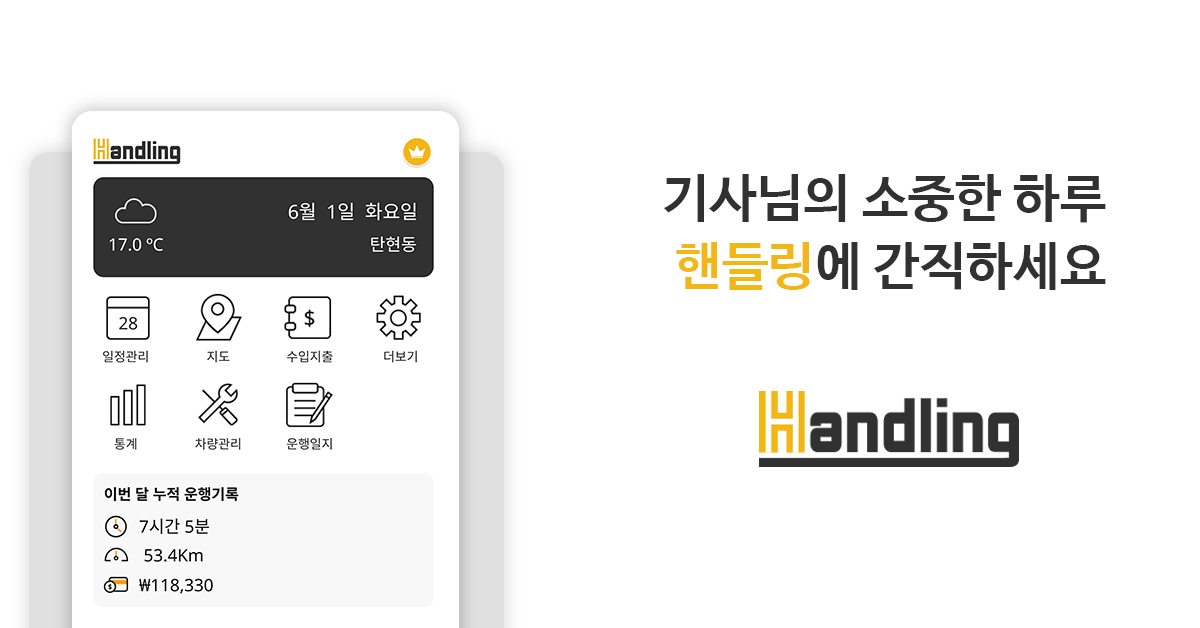 Handling
6월 1일 화요일
17.0 ºC
탄현동
28
$
일정관리
지도
수입지출
더보기
통계
차량관리
운행일지
이번 달 누적 운행기록
7시간 5분
53.4Km
$
₩118,330
기사님의 소중한 하루
핸들링에 간직하세요
Handling